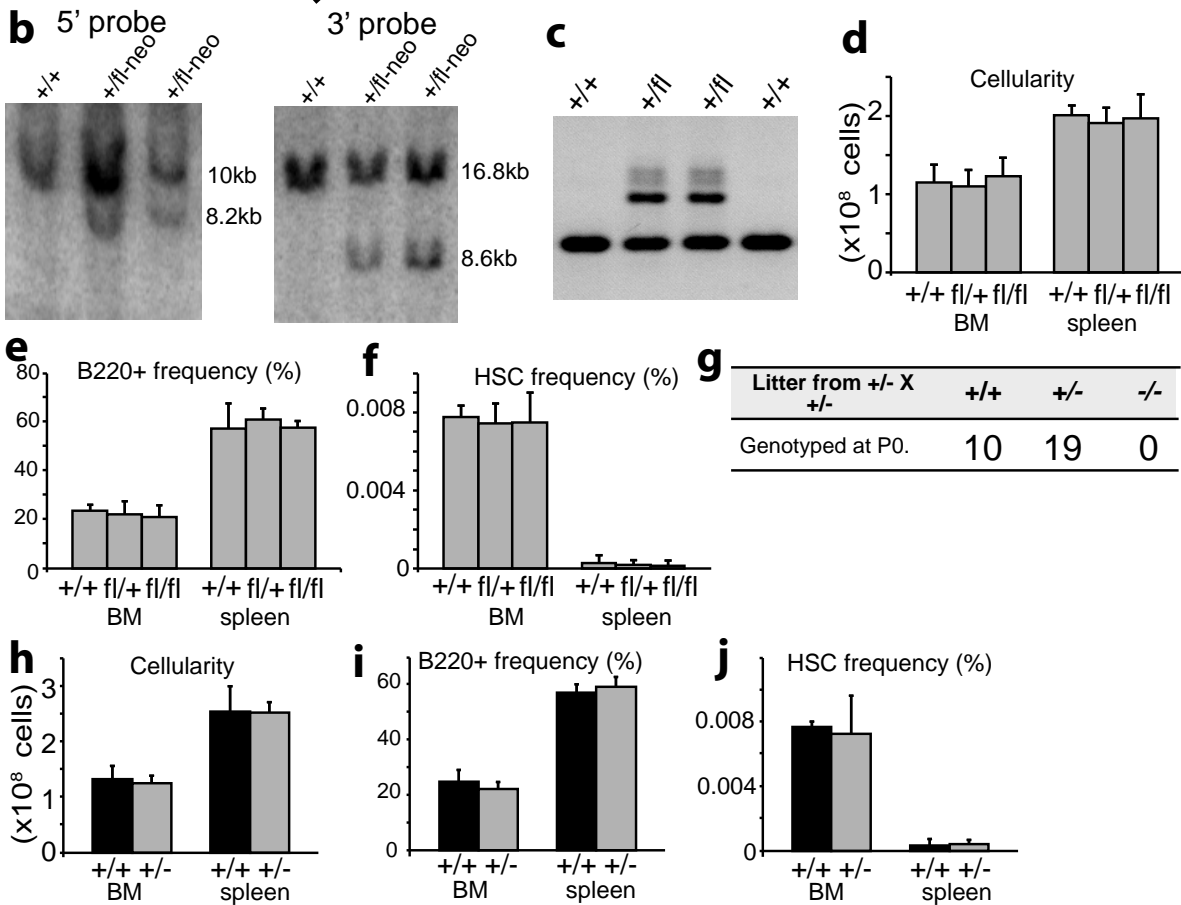 b
5’ probe
+/+ +/fl-neo +/fl-neo
10kb
8.2kb
3’ probe
+/+ +/fl-neo +/fl-neo
16.8kb
8.6kb
c
+/+ +/fl +/fl +/+
d
Cellularity
(x10⁸ cells)
2
1
0
+/+ fl/+ fl/fl +/+ fl/+ fl/fl
BM spleen
e
B220+ frequency (%)
80
60
40
20
0
+/+ fl/+ fl/fl +/+ fl/+ fl/fl
BM spleen
f
HSC frequency (%)
0.008
0.004
0
+/+ fl/+ fl/fl +/+ fl/+ fl/fl
BM spleen
g
Litter from +/- X +/+ +/- -/-
+/-
Genotyped at P0. 10 19 0
h
Cellularity
(x10⁸ cells)
3
2
1
0
+/+ +/- +/+ +/-
BM spleen
i
B220+ frequency (%)
60
40
20
0
+/+ +/- +/+ +/-
BM spleen
j
HSC frequency (%)
0.008
0.004
0
+/+ +/- +/+ +/-
BM spleen